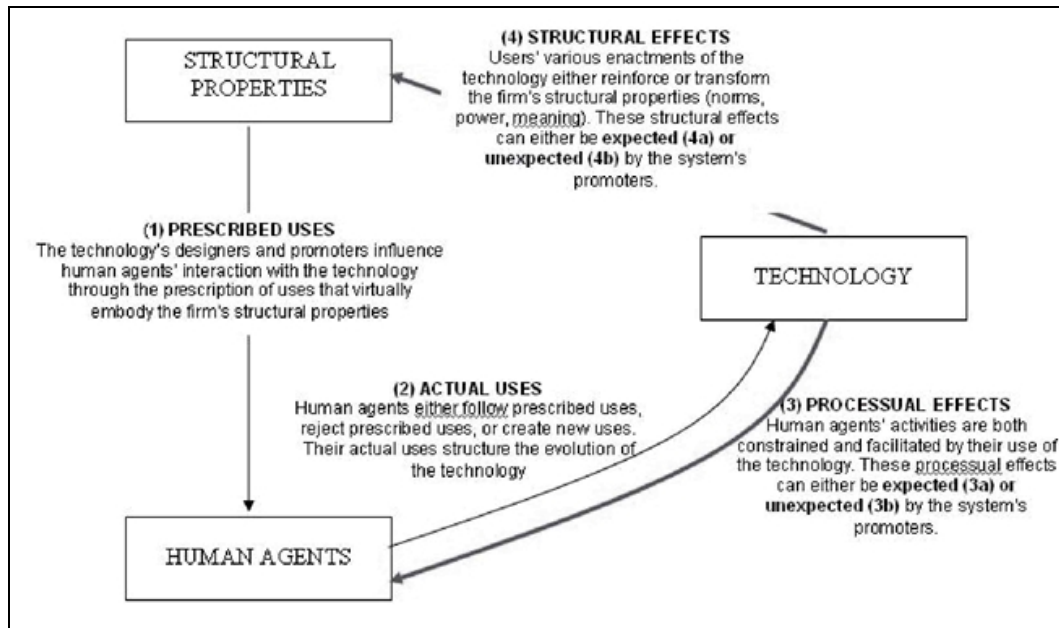 STRUCTURAL
PROPERTIES
(4) STRUCTURAL EFFECTS
Users' various enactments of the
technology either reinforce or transform
the firm's structural properties (norms,
power, meaning). These structural effects
can either be expected (4a) or
unexpected (4b) by the system's
promoters.
(1) PRESCRIBED USES
The technology's designers and promoters influence
human agents' interaction with the technology
through the prescription of uses that virtually
embody the firm's structural properties
TECHNOLOGY
(2) ACTUAL USES
Human agents either follow prescribed uses,
reject prescribed uses, or create new uses.
Their actual uses structure the evolution of
the technology
(3) PROCESSUAL EFFECTS
Human agents' activities are both
constrained and facilitated by their use of
the technology. These processual effects
can either be expected (3a) or
unexpected (3b) by the system's
promoters.
HUMAN AGENTS